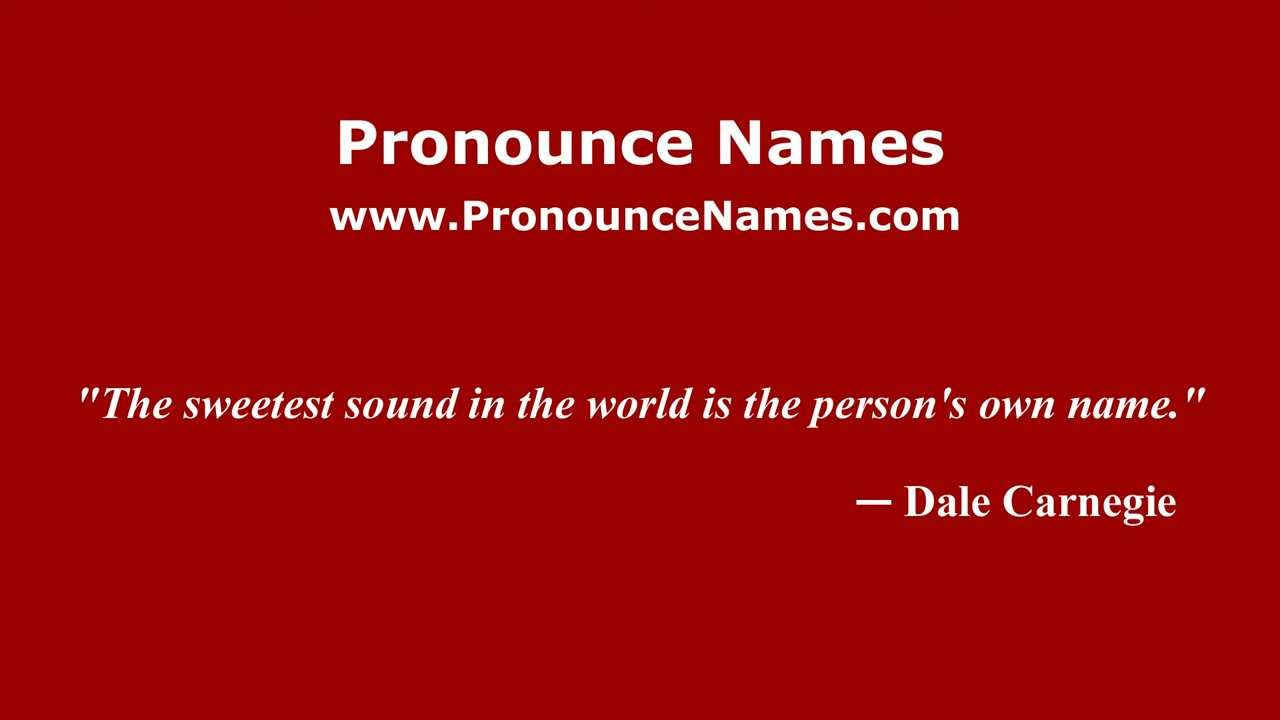 Pronounce Names
www.PronounceNames.com
"The sweetest sound in the world is the person's own name."
— Dale Carnegie